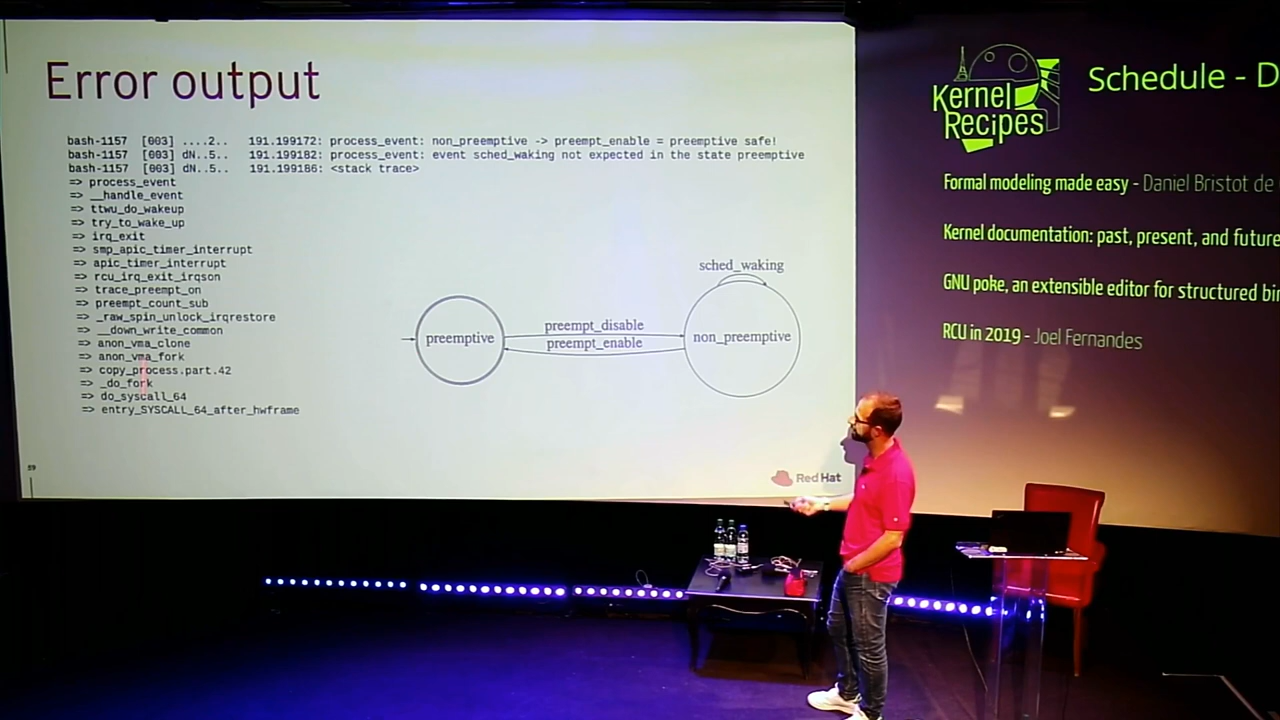 Error output
bash-1157 [003] ....2.. 191.199172: process_event: non_preemptive -> preempt_enable = preemptive safe!
bash-1157 [003] dN..5.. 191.199182: process_event: event sched_waking not expected in the state preemptive
bash-1157 [003] dN..5.. 191.199186: <stack trace>
=> process_event
=> __handle_event
=> ttwu_do_wakeup
=> try_to_wake_up
=> irq_exit
=> smp_apic_timer_interrupt
=> apic_timer_interrupt
=> rcu_irq_exit_irqson
=> trace_preempt_on
=> preempt_count_sub
=> _raw_spin_unlock_irqrestore
=> __down_write_common
=> anon_vma_clone
=> anon_vma_fork
=> copy_process.part.42
=> _do_fork
=> do_syscall_64
=> entry_SYSCALL_64_after_hwframe
sched_waking
preemptive
preempt_disable
preempt_enable
non_preemptive
59
Red Hat
Kernel
Recipes
Schedule - D
Formal modeling made easy - Daniel Bristot de
Kernel documentation: past, present, and future
GNU poke, an extensible editor for structured bin
RCU in 2019 - Joel Fernandes